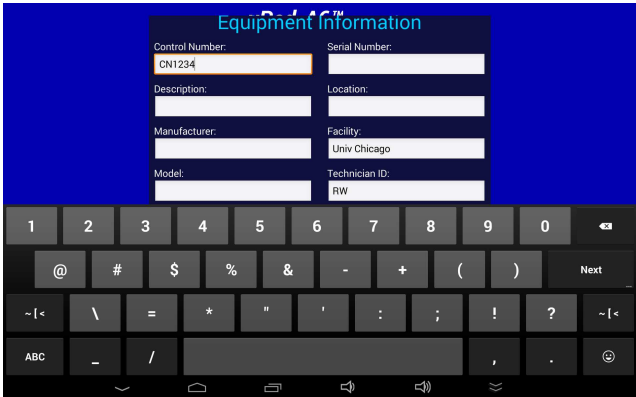 Equipment Information
Control Number: Serial Number:
CN1234
Description: Location:
Manufacturer: Facility:
Univ Chicago
Model: Technician ID:
RW
1 2 3 4 5 6 7 8 9 0
@ # $ % & - + ( ) Next
~ [ < \ = * " ' : ; ! ? ~ [ <
ABC _ / , .